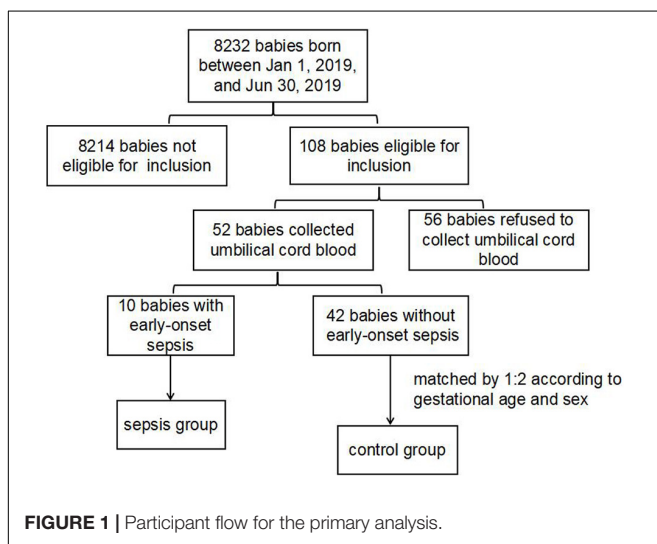 8232 babies born
between Jan 1, 2019,
and Jun 30, 2019
8214 babies not
eligible for inclusion
108 babies eligible for
inclusion
52 babies collected
umbilical cord blood
56 babies refused to
collect umbilical cord
blood
10 babies with
early-onset
sepsis
42 babies without
early-onset sepsis
matched by 1:2 according to
gestational age and sex
sepsis group
control group
FIGURE 1 | Participant flow for the primary analysis.